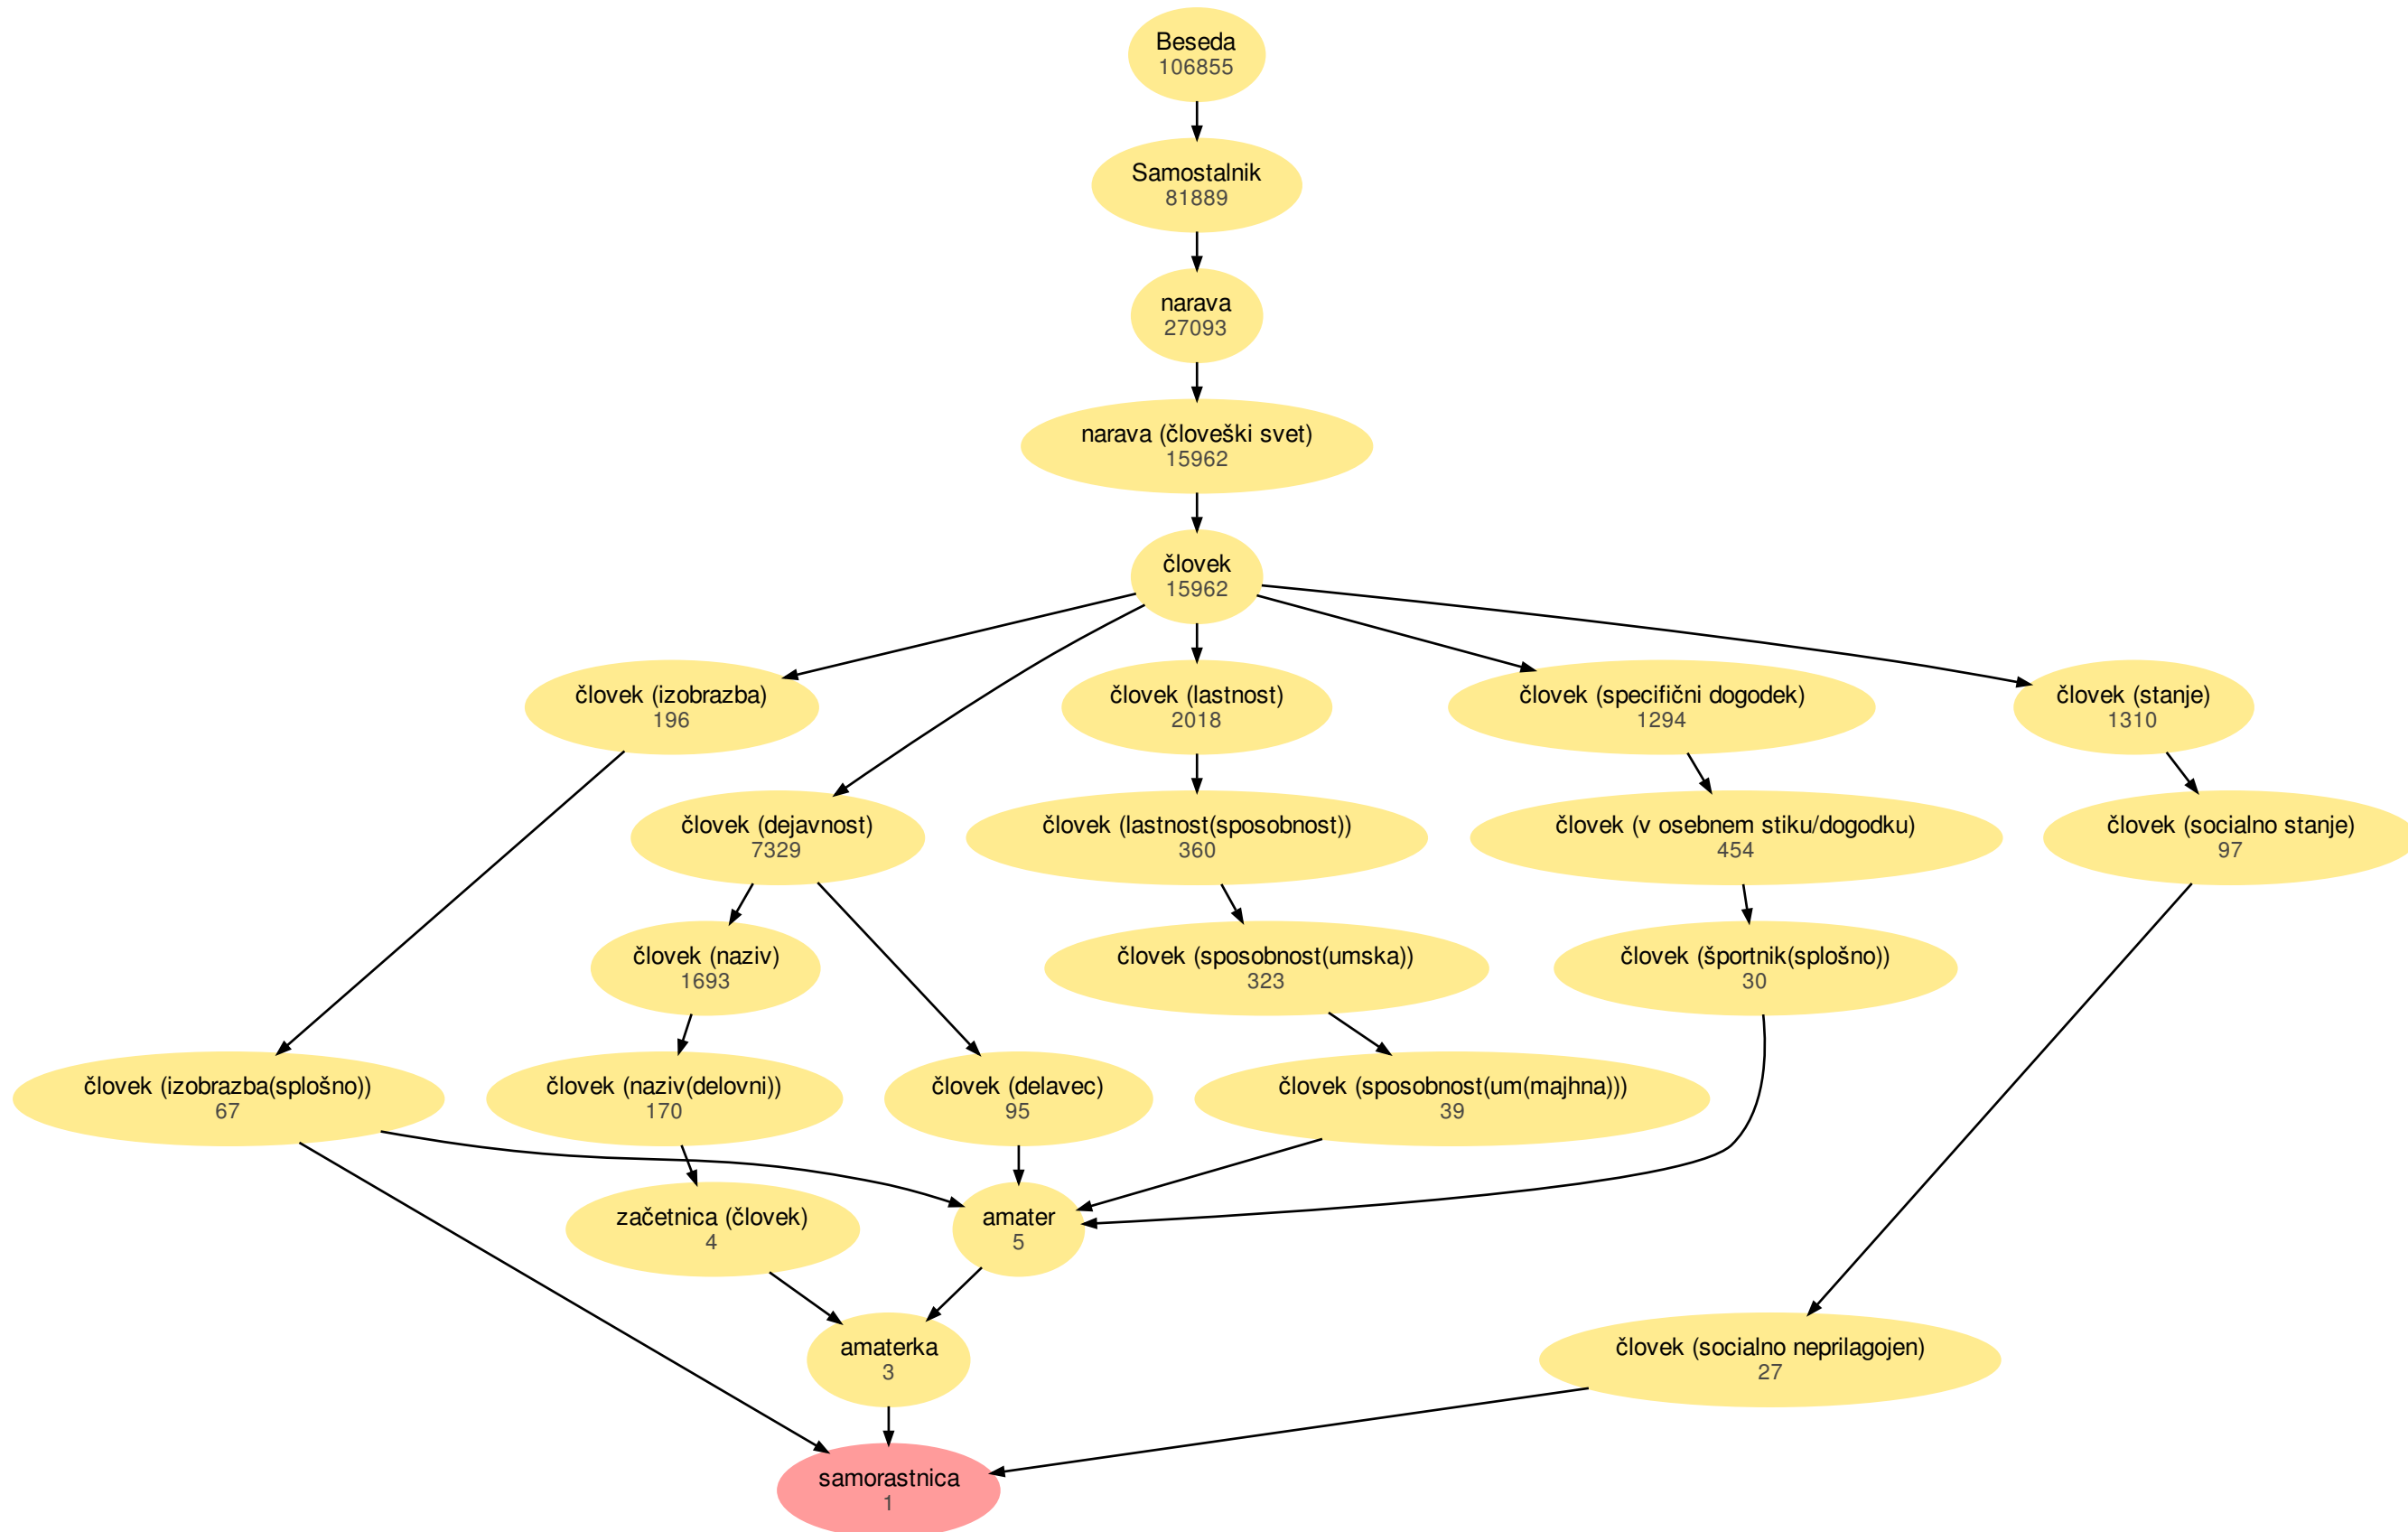 Beseda
106855
Samostalnik
81889
narava
27093
narava (človeški svet)
15962
človek
15962
človek (izobrazba)
196
človek (lastnost)
2018
človek (specifični dogodek)
1294
človek (stanje)
1310
človek (dejavnost)
7329
človek (lastnost(sposobnost))
360
človek (v osebnem stiku/dogodku)
454
človek (socialno stanje)
97
človek (naziv)
1693
človek (sposobnost(umska))
323
človek (športnik(splošno))
30
človek (izobrazba(splošno))
67
človek (naziv(delovni))
170
človek (delavec)
95
človek (sposobnost(um(majhna)))
39
začetnica (človek)
4
amater
5
amaterka
3
človek (socialno neprilagojen)
27
samorastnica
1